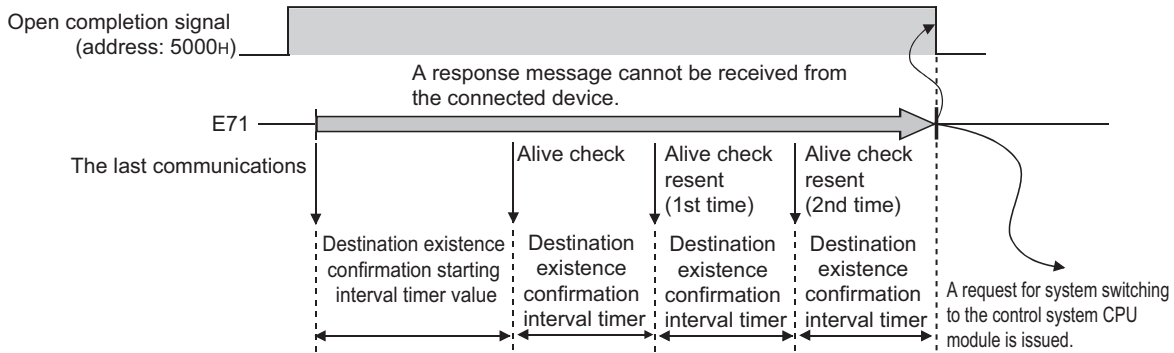 Open completion signal
(address: 5000H)
A response message cannot be received from
the connected device.
E71
The last communications
Alive check
Alive check
resent
(1st time)
Alive check
resent
(2nd time)
Destination existence
confirmation starting
interval timer value
Destination
existence
confirmation
interval timer
Destination
existence
confirmation
interval timer
Destination
existence
confirmation
interval timer
A request for system switching
to the control system CPU
module is issued.